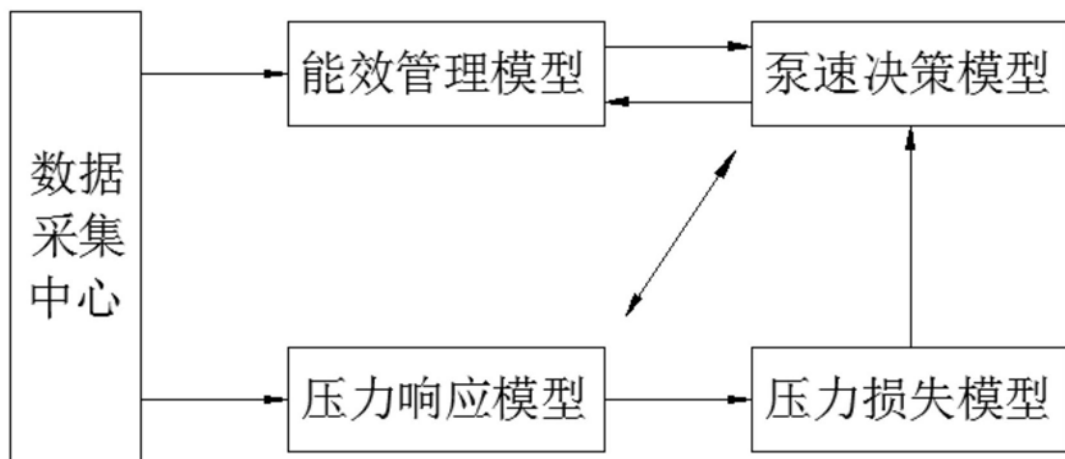 数据
采集
中心
能效管理模型
泵速决策模型
压力响应模型
压力损失模型